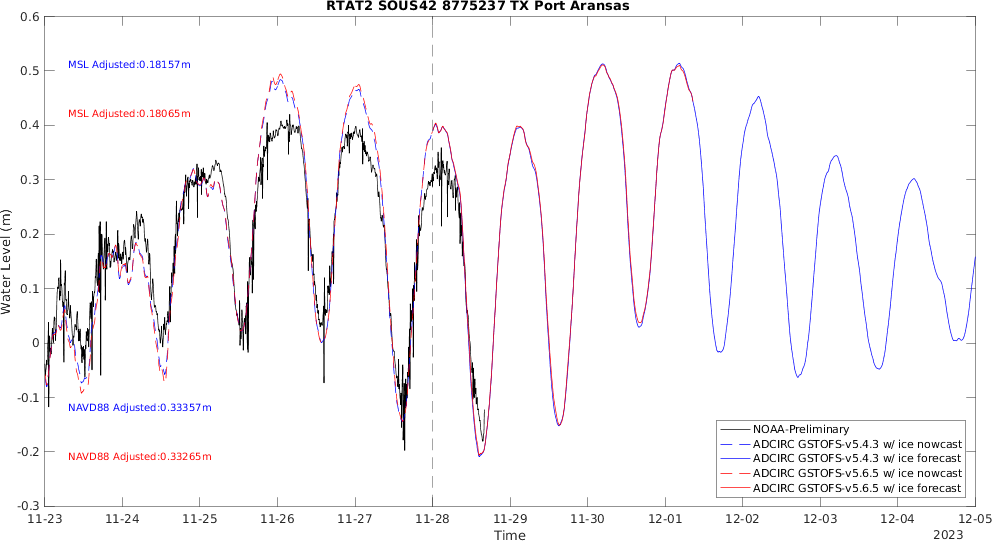 RTAT2 SOUS42 8775237 TX Port Aransas
0.6
0.5
0.4
0.3
0.2
0.1
0
-0.1
-0.2
-0.3
Water Level (m)
MSL Adjusted:0.18157m
MSL Adjusted:0.18065m
NAVD88 Adjusted:0.33357m
NAVD88 Adjusted:0.33265m
NOAA-Preliminary
ADCIRC GSTOFS-v5.4.3 w/ ice nowcast
ADCIRC GSTOFS-v5.4.3 w/ ice forecast
ADCIRC GSTOFS-v5.6.5 w/ ice nowcast
ADCIRC GSTOFS-v5.6.5 w/ ice forecast
11-23 11-24 11-25 11-26 11-27 11-28 11-29 11-30 12-01 12-02 12-03 12-04 12-05
Time
2023